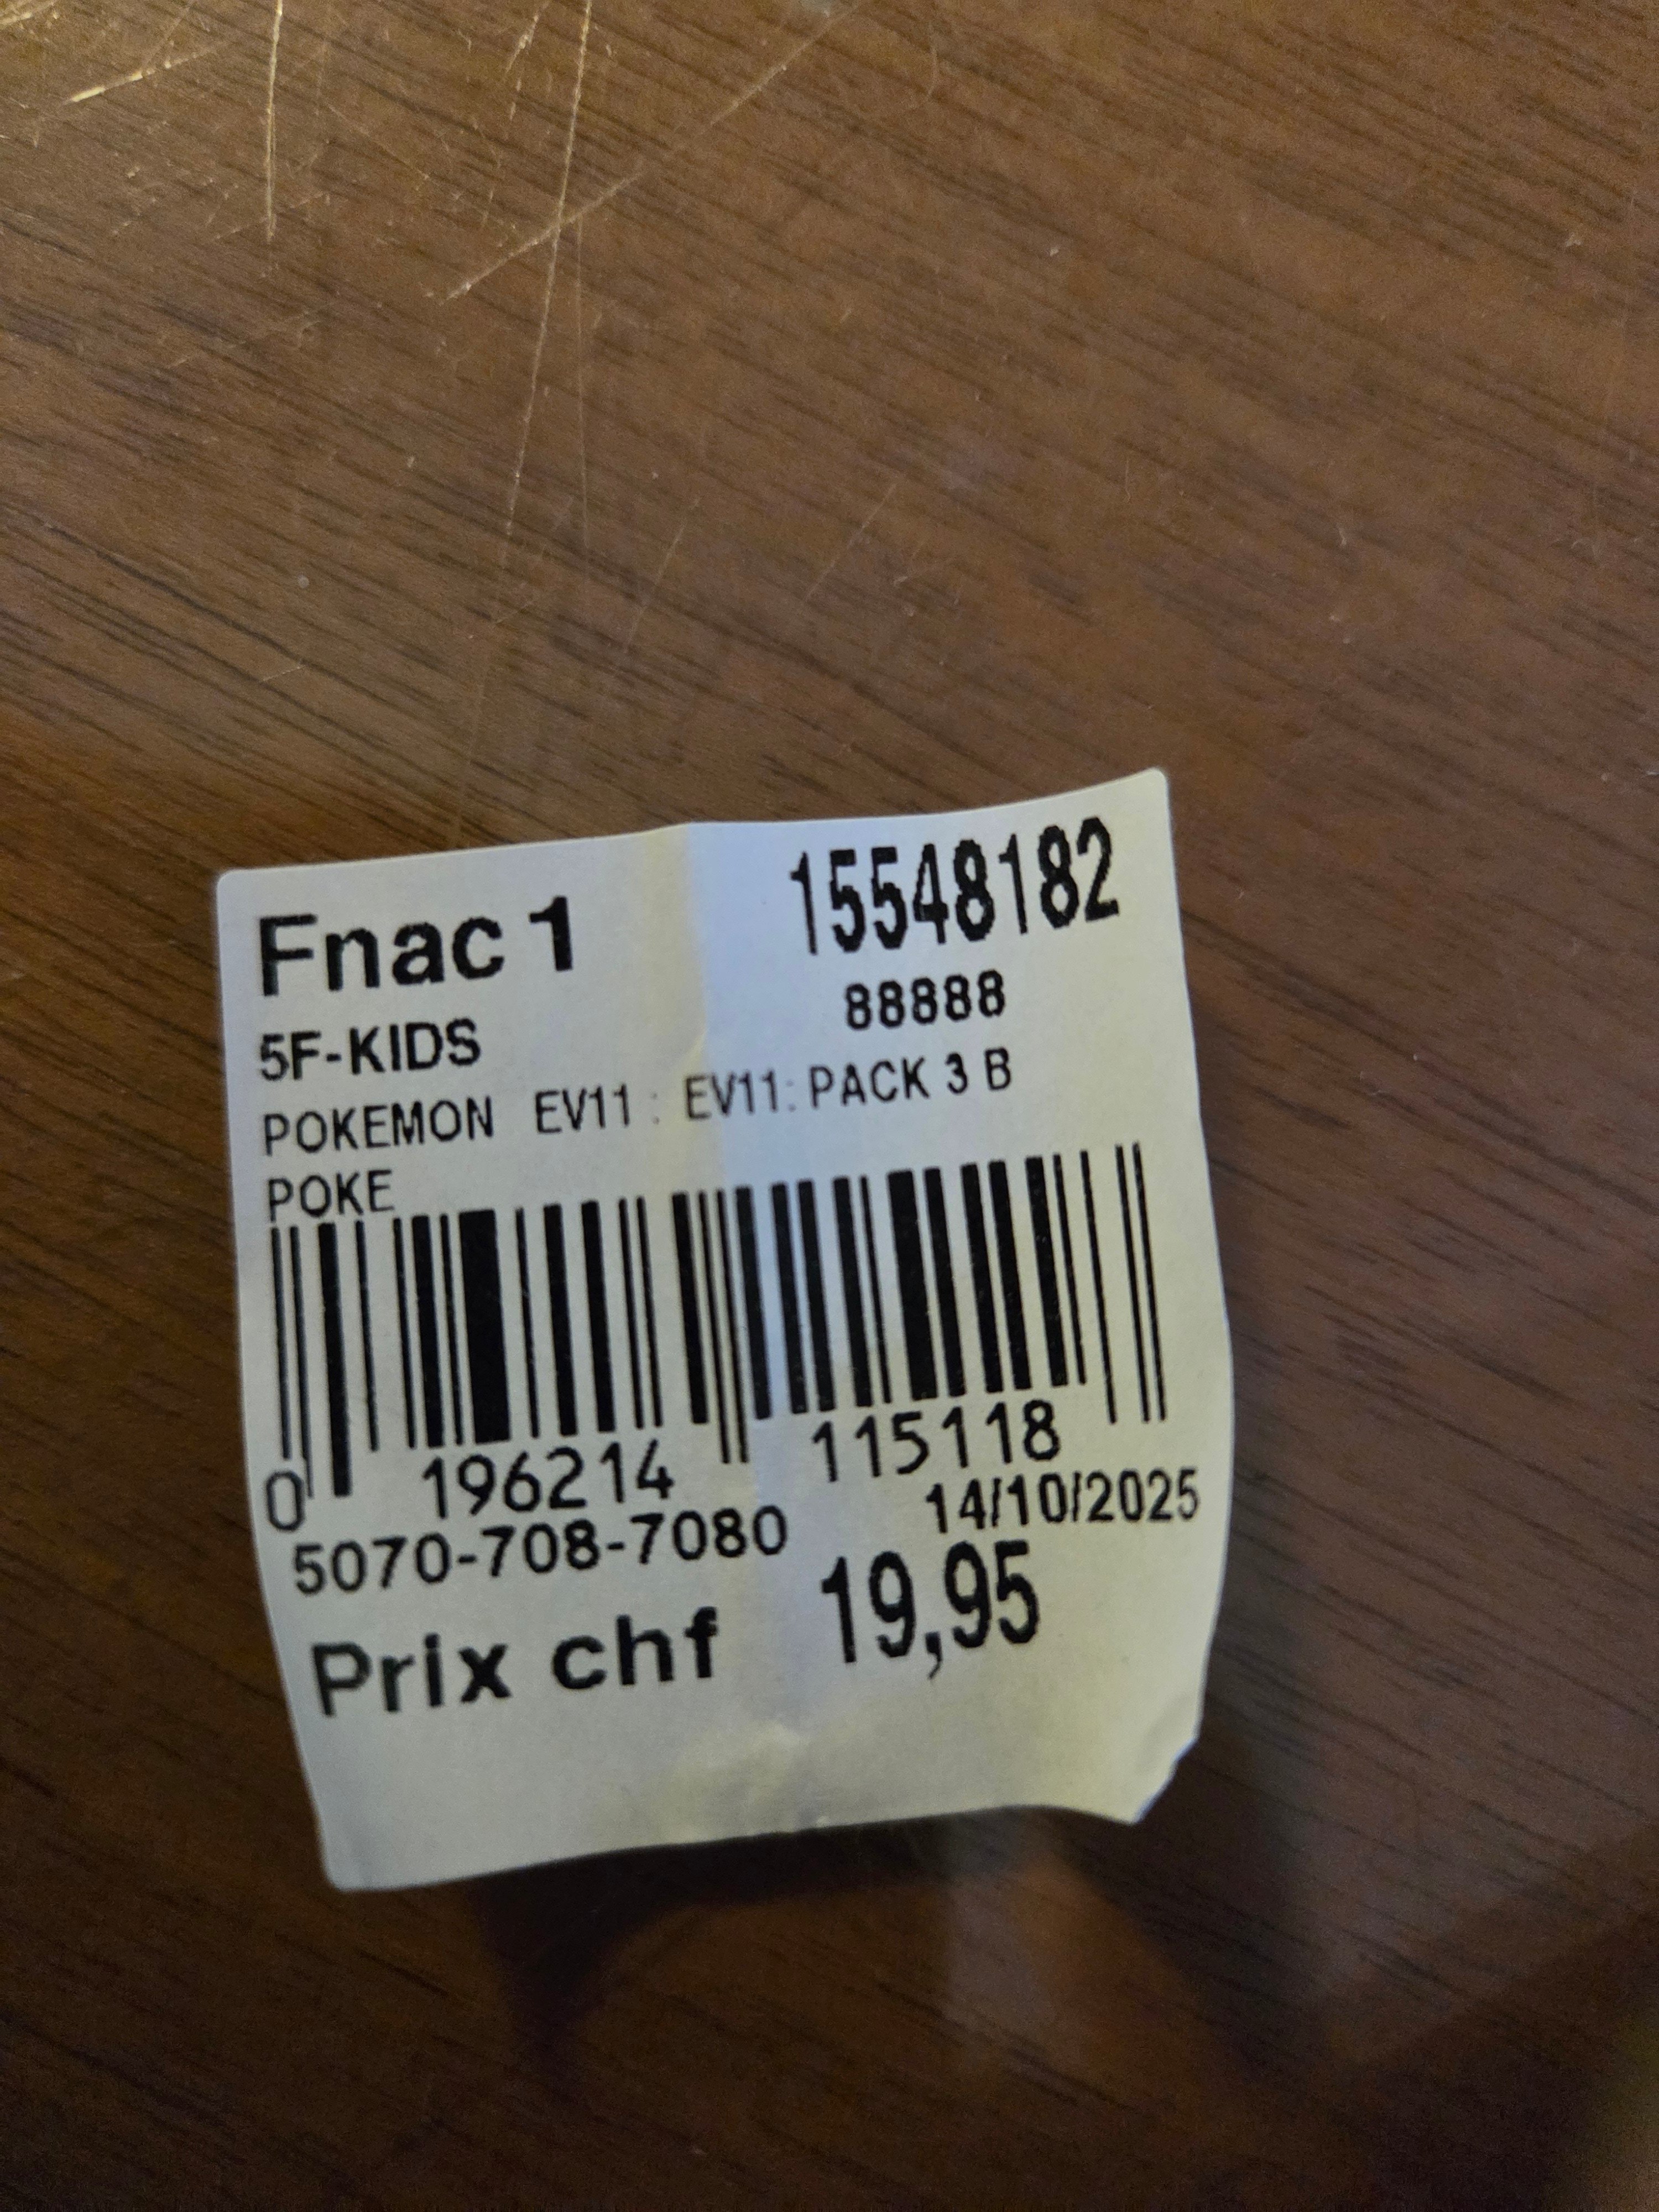 Fnac 1 15548182
5F-KIDS 88888
POKEMON EV11 : EV11: PACK 3 B
POKE
0 196214 115118
5070-708-7080 14/10/2025
Prix chf 19,95